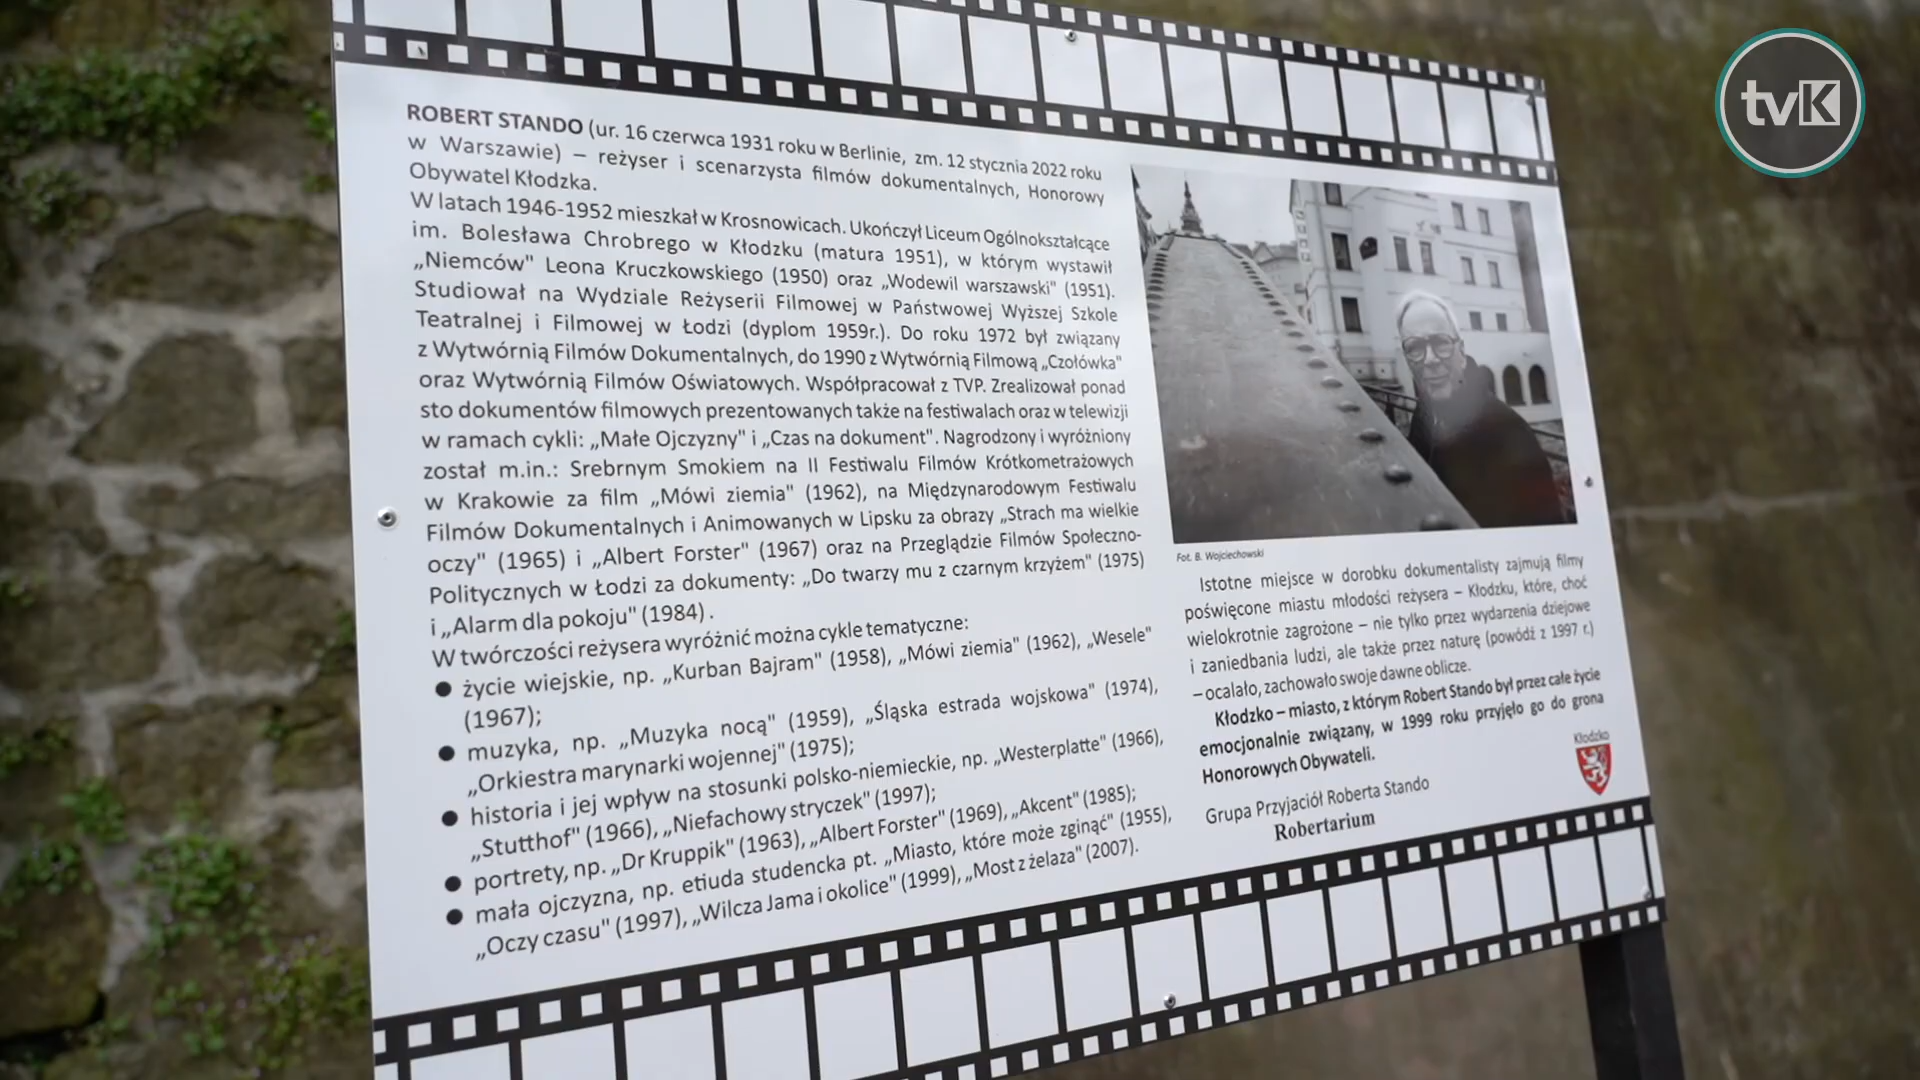 ROBERT STANDO (ur. 16 czerwca 1931 roku w Berlinie, zm. 12 stycznia 2022 roku
w Warszawie) – reżyser i scenarzysta filmów dokumentalnych, Honorowy
Obywatel Kłodzka.
W latach 1946-1952 mieszkał w Krosnowicach. Ukończył Liceum Ogólnokształcące
im. Bolesława Chrobrego w Kłodzku (matura 1951), w którym wystawił
„Niemców" Leona Kruczkowskiego (1950) oraz „Wodewil warszawski" (1951).
Studiował na Wydziale Reżyserii Filmowej w Państwowej Wyższej Szkole
Teatralnej i Filmowej w Łodzi (dyplom 1959r.). Do roku 1972 był związany
z Wytwórnią Filmów Dokumentalnych, do 1990 z Wytwórnią Filmową „Czołówka"
oraz Wytwórnią Filmów Oświatowych. Współpracował z TVP. Zrealizował ponad
sto dokumentów filmowych prezentowanych także na festiwalach oraz w telewizji
w ramach cykli: „Małe Ojczyzny" i „Czas na dokument". Nagrodzony i wyróżniony
został m.in.: Srebrnym Smokiem na II Festiwalu Filmów Krótkometrażowych
w Krakowie za film „Mówi ziemia" (1962), na Międzynarodowym Festiwalu
Filmów Dokumentalnych i Animowanych w Lipsku za obrazy „Strach ma wielkie
oczy" (1965) i „Albert Forster" (1967) oraz na Przeglądzie Filmów Społeczno-
Politycznych w Łodzi za dokumenty: „Do twarzy mu z czarnym krzyżem" (1975)
i „Alarm dla pokoju" (1984) .
W twórczości reżysera wyróżnić można cykle tematyczne:
● życie wiejskie, np. „Kurban Bajram" (1958), „Mówi ziemia" (1962), „Wesele"
(1967);
● muzyka, np. „Muzyka nocą" (1959), „Śląska estrada wojskowa" (1974),
„Orkiestra marynarki wojennej" (1975);
● historia i jej wpływ na stosunki polsko-niemieckie, np. „Westerplatte" (1966),
„Stutthof" (1966), „Niefachowy stryczek" (1997);
● portrety, np. „Dr Kruppik" (1963), „Albert Forster" (1969), „Akcent" (1985);
● mała ojczyzna, np. etiuda studencka pt. „Miasto, które może zginąć" (1955),
„Oczy czasu" (1997), „Wilcza Jama i okolice" (1999), „Most z żelaza" (2007).
Fot. B. Wojciechowski
Istotne miejsce w dorobku dokumentalisty zajmują filmy
poświęcone miastu młodości reżysera – Kłodzku, które, choć
wielokrotnie zagrożone – nie tylko przez wydarzenia dziejowe
i zaniedbania ludzi, ale także przez naturę (powódź z 1997 r.)
– ocalało, zachowało swoje dawne oblicze.
Kłodzko – miasto, z którym Robert Stando był przez całe życie
emocjonalnie związany, w 1999 roku przyjęło go do grona
Honorowych Obywateli.
Kłodzko
Grupa Przyjaciół Roberta Stando
Robertarium
tvK